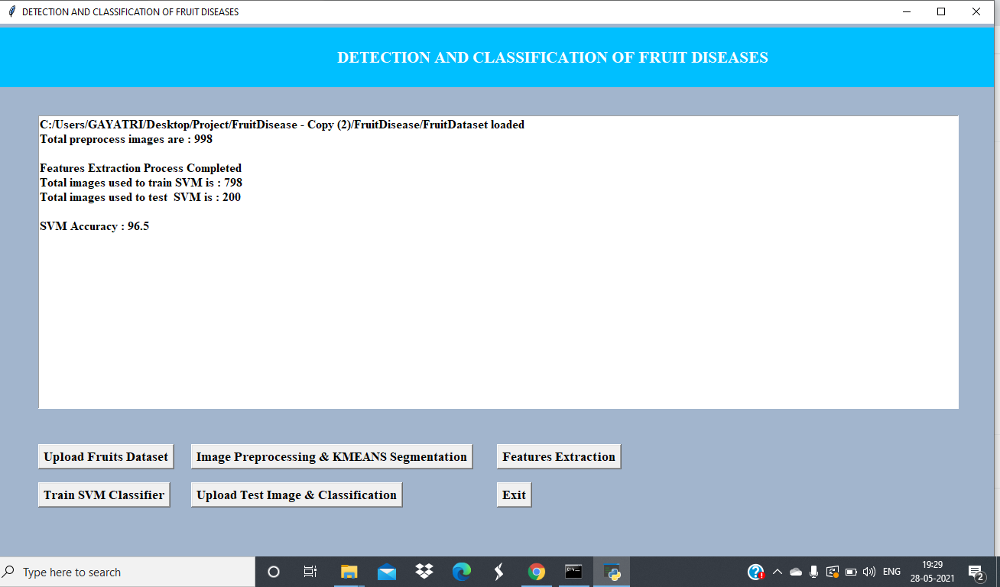 DETECTION AND CLASSIFICATION OF FRUIT DISEASES
DETECTION AND CLASSIFICATION OF FRUIT DISEASES
C:/Users/GAYATRI/Desktop/Project/FruitDisease - Copy (2)/FruitDisease/FruitDataset loaded
Total preprocess images are : 998
Features Extraction Process Completed
Total images used to train SVM is : 798
Total images used to test  SVM is : 200
SVM Accuracy : 96.5
Upload Fruits Dataset
Image Preprocessing & KMEANS Segmentation
Features Extraction
Train SVM Classifier
Upload Test Image & Classification
Exit
Type here to search
ENG
19:29
28-05-2021
2